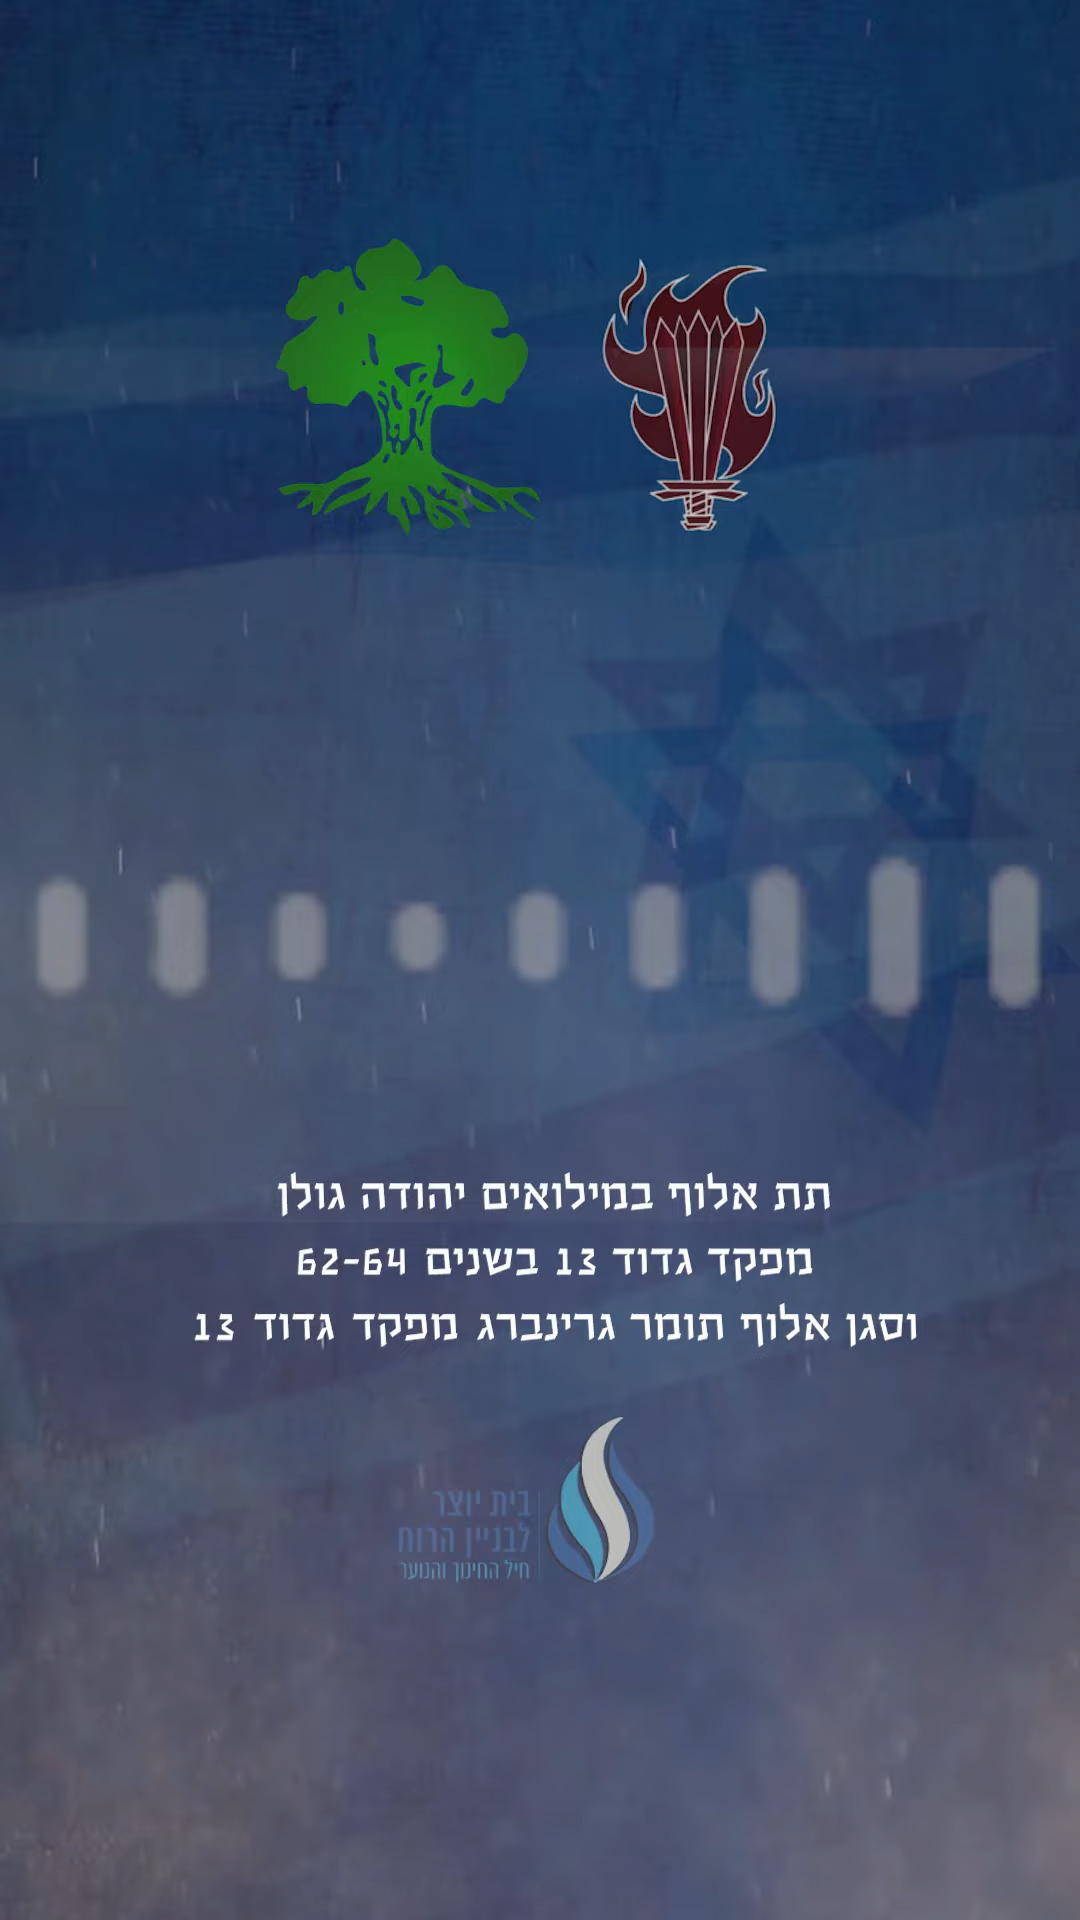 תת אלוף במילואים יהודה גולן
מפקד גדוד 13 בשנים 62-64
וסגן אלוף תומר גרינברג מפקד גדוד 13
בית יוצר
לבניין הרוח
חיל החינוך והנוער